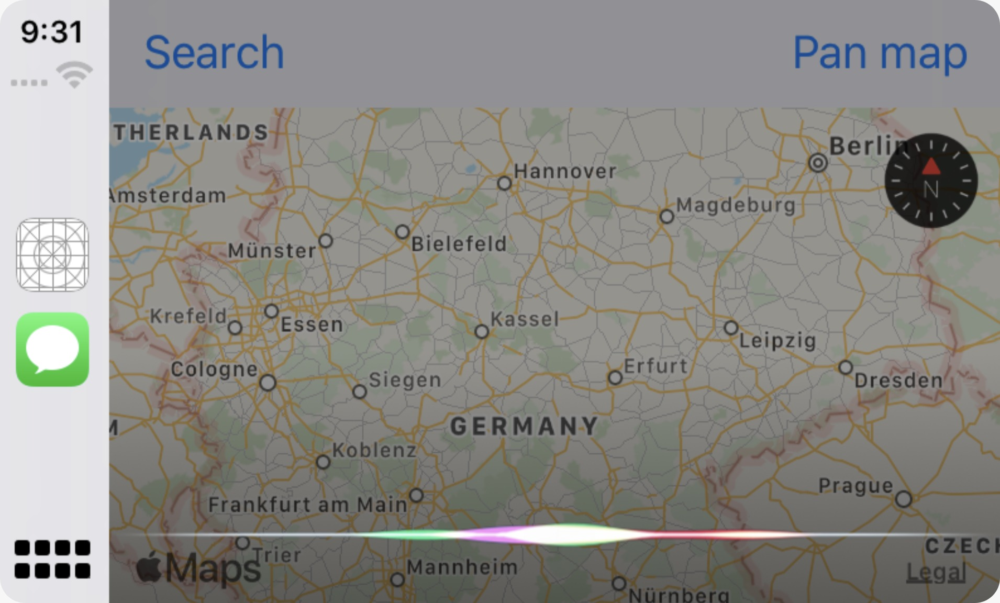 9:31
Search
Pan map
THERLANDS
Berlin
N
Hannover
Amsterdam
Magdeburg
Münster
Bielefeld
Krefeld
Essen
Kassel
Leipzig
Cologne
Siegen
Erfurt
Dresden
M
GERMANY
Koblenz
Prague
Frankfurt am Main
Trier
CZECH
Maps
Mannheim
Legal
Nürnberg